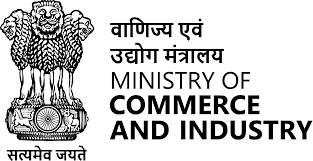 वाणिज्य एवं
उद्योग मंत्रालय
MINISTRY OF
COMMERCE
AND INDUSTRY
सत्यमेव जयते